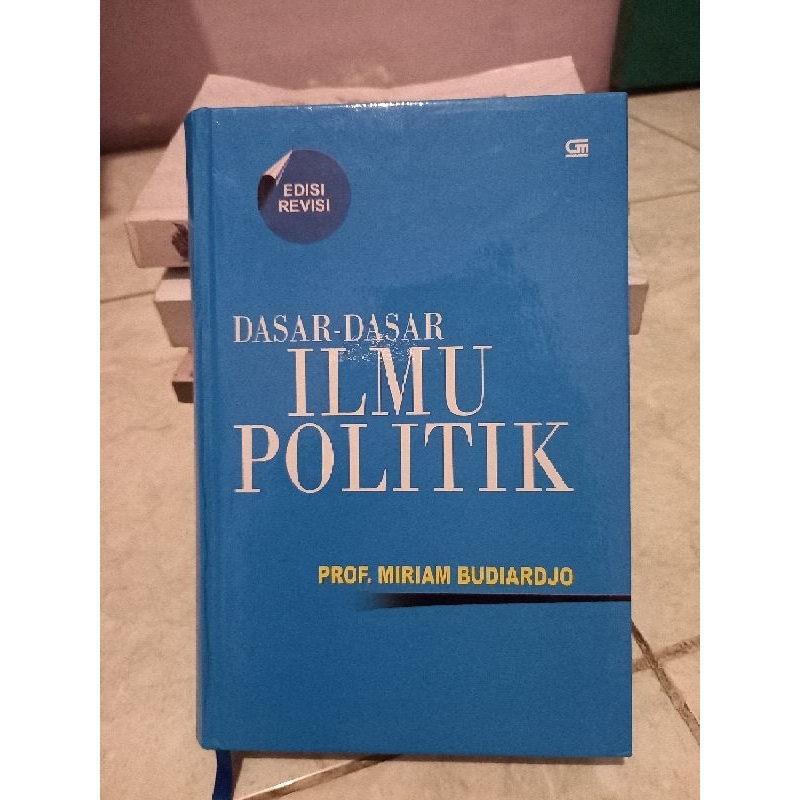 EDISI
REVISI
DASAR-DASAR
ILMU
POLITIK
PROF. MIRIAM BUDIARDJO